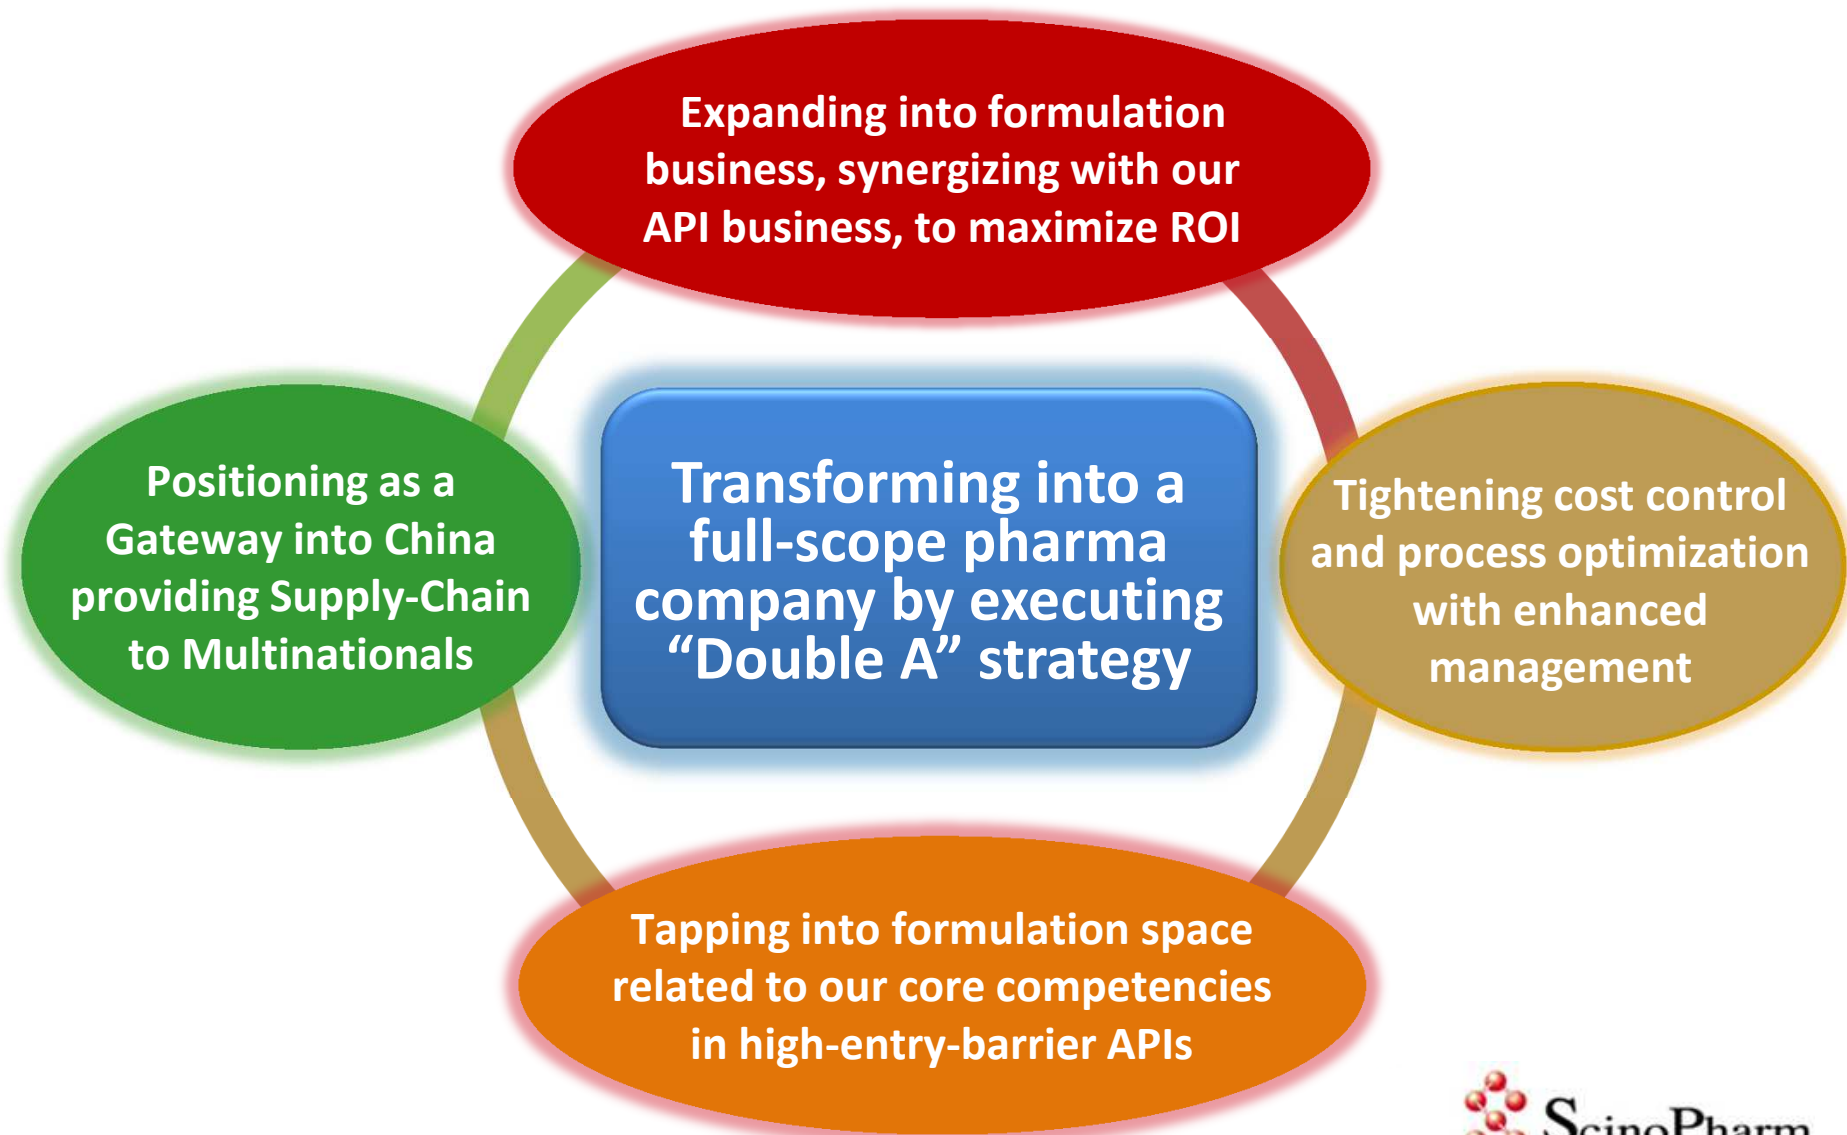 Expanding into formulation
business, synergizing with our
API business, to maximize ROI
Positioning as a
Gateway into China
providing Supply-Chain
to Multinationals
Transforming into a
full-scope pharma
company by executing
“Double A” strategy
Tightening cost control
and process optimization
with enhanced
management
Tapping into formulation space
related to our core competencies
in high-entry-barrier APIs
ScinoPharm